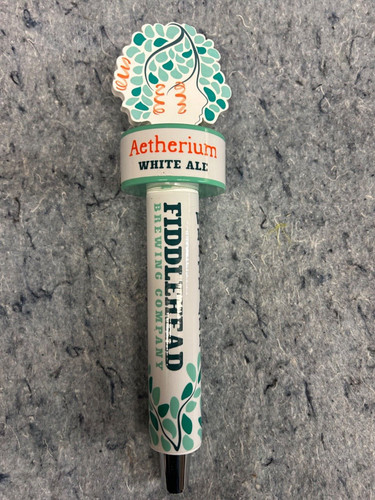 Aetherium
WHITE ALE
FIDDLEHEAD
BREWING COMPANY